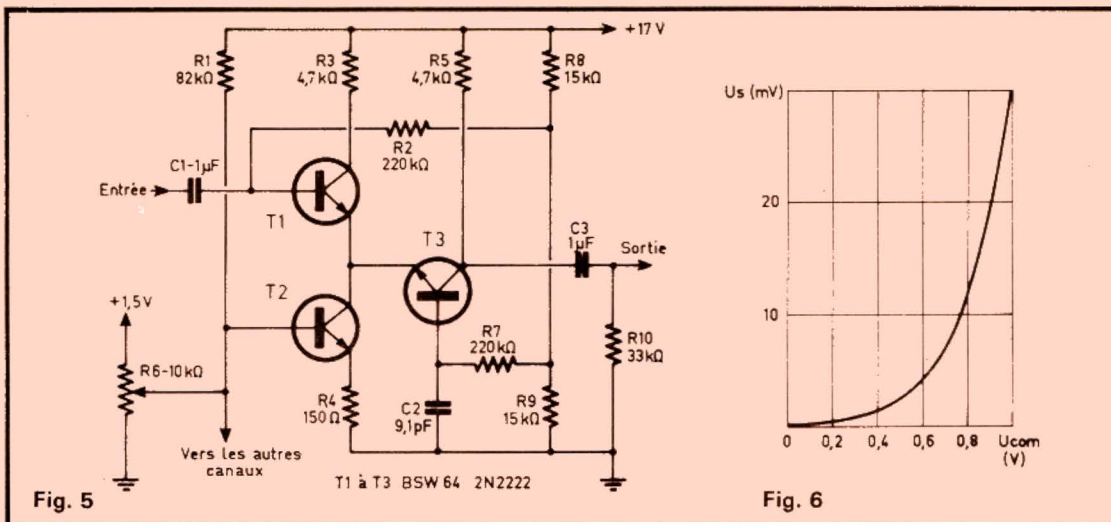 +17V
R1
82kΩ
R3
4,7kΩ
R5
4,7kΩ
R8
15kΩ
R2
220kΩ
C1-1µF
Entrée
T1
T3
C3
1µF
Sortie
T2
+1,5V
R6-10kΩ
R7
220kΩ
R10
33kΩ
R4
150Ω
C2
9,1pF
R9
15kΩ
Vers les autres
canaux
T1 à T3 BSW 64 2N2222
Fig. 5
Us (mV)
20
10
0 0,2 0,4 0,6 0,8 Ucom
(V)
Fig. 6